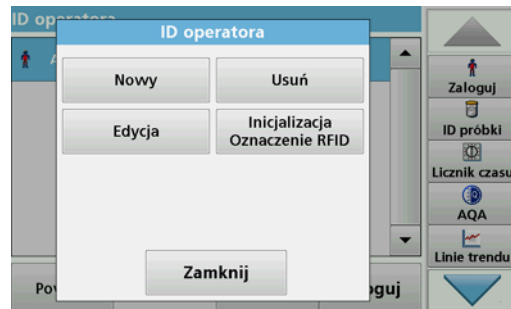 ID operatora
ID operatora
Nowy
Usuń
Edycja
Inicjalizacja
Oznaczenie RFID
Zamknij
Zaloguj
ID próbki
Licznik czasu
AQA
Linie trendu